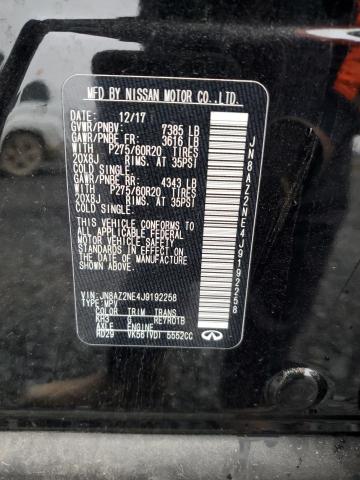 MFD BY NISSAN MOTOR CO.,LTD.
DATE: 12/17
GVWR/PNBV: 7385 LB
GAWR/PNBE FR: 3616 LB
WITH P275/60R20 TIRES
20X8J RIMS. AT 35PSI
COLD SINGLE.
GAWR/PNBE RR: 4343 LB
WITH P275/60R20 TIRES
20X8J RIMS. AT 35PSI
COLD SINGLE.
THIS VEHICLE CONFORMS TO
ALL APPLICABLE FEDERAL
MOTOR VEHICLE SAFETY
STANDARDS IN EFFECT ON
THE DATE OF MANUFACTURE
SHOWN ABOVE.
VIN:JN8AZ2NE4J9192258
TYPE:MPV
COLOR TRIM TRANS
KH3 G RE7R01B
AXLE ENGINE
HD29 VK56(VD) 5552CC
JN8AZ2NE4J9192258